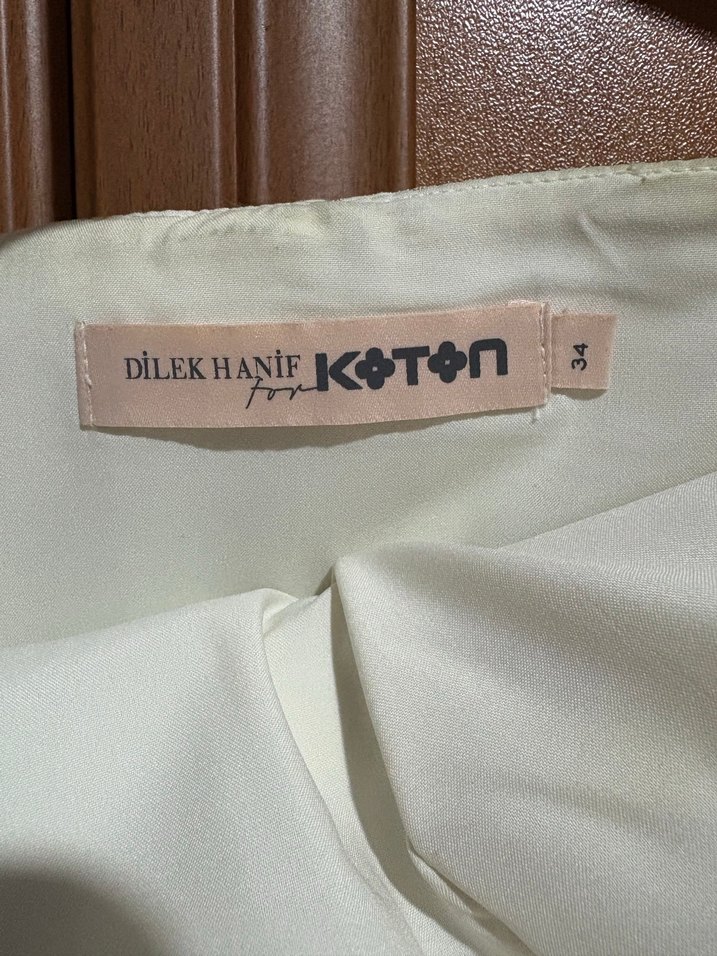 DİLEK HANİF
for KOTON
34